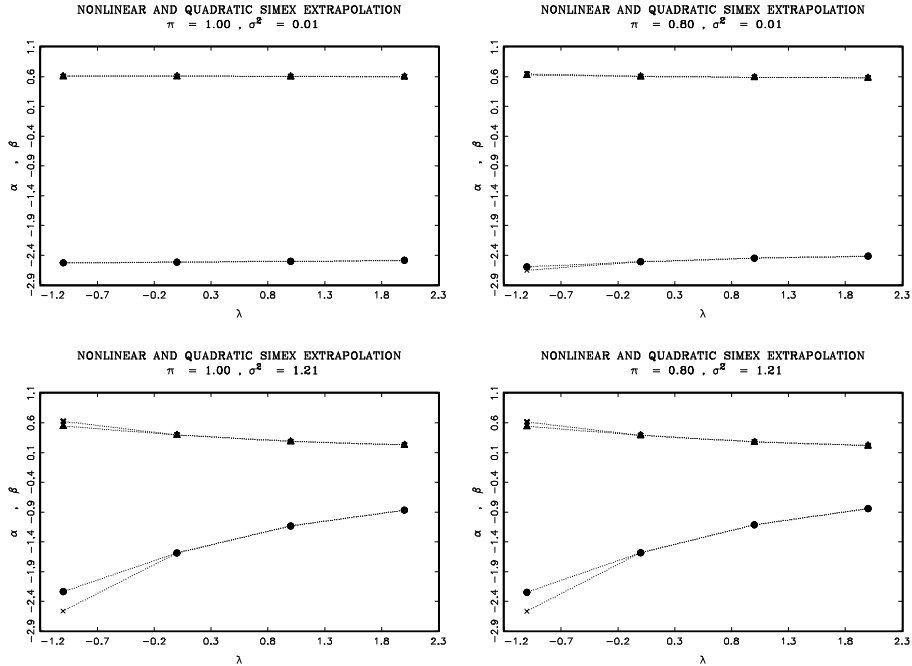 NONLINEAR AND QUADRATIC SIMEX EXTRAPOLATION
π = 1.00 , σ² = 0.01
α , β
1.1
0.6
0.1
−0.4
−0.9
−1.4
−1.9
−2.4
−2.9
−1.2 −0.7 −0.2 0.3 0.8 1.3 1.8 2.3
λ
NONLINEAR AND QUADRATIC SIMEX EXTRAPOLATION
π = 0.80 , σ² = 0.01
α , β
1.1
0.6
0.1
−0.4
−0.9
−1.4
−1.9
−2.4
−2.9
−1.2 −0.7 −0.2 0.3 0.8 1.3 1.8 2.3
λ
NONLINEAR AND QUADRATIC SIMEX EXTRAPOLATION
π = 1.00 , σ² = 1.21
α , β
1.1
0.6
0.1
−0.4
−0.9
−1.4
−1.9
−2.4
−2.9
−1.2 −0.7 −0.2 0.3 0.8 1.3 1.8 2.3
λ
NONLINEAR AND QUADRATIC SIMEX EXTRAPOLATION
π = 0.80 , σ² = 1.21
α , β
1.1
0.6
0.1
−0.4
−0.9
−1.4
−1.9
−2.4
−2.9
−1.2 −0.7 −0.2 0.3 0.8 1.3 1.8 2.3
λ